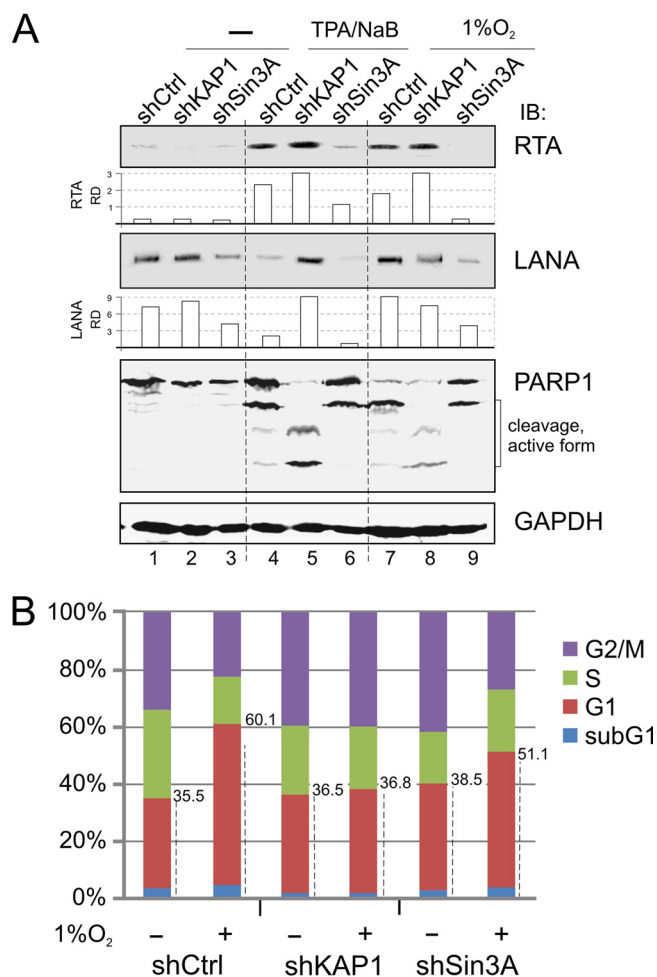 A
— TPA/NaB 1%O₂
shCtrl shKAP1 shSin3A shCtrl shKAP1 shSin3A shCtrl shKAP1 shSin3A
IB:
RTA
RTA RD
3
2
1
LANA
LANA RD
9
6
3
PARP1
cleavage,
active form
GAPDH
1 2 3 4 5 6 7 8 9
B
100%
80%
60%
40%
20%
0%
35.5 60.1 36.5 36.8 38.5 51.1
G2/M
S
G1
subG1
1%O₂ – + – + – +
shCtrl shKAP1 shSin3A